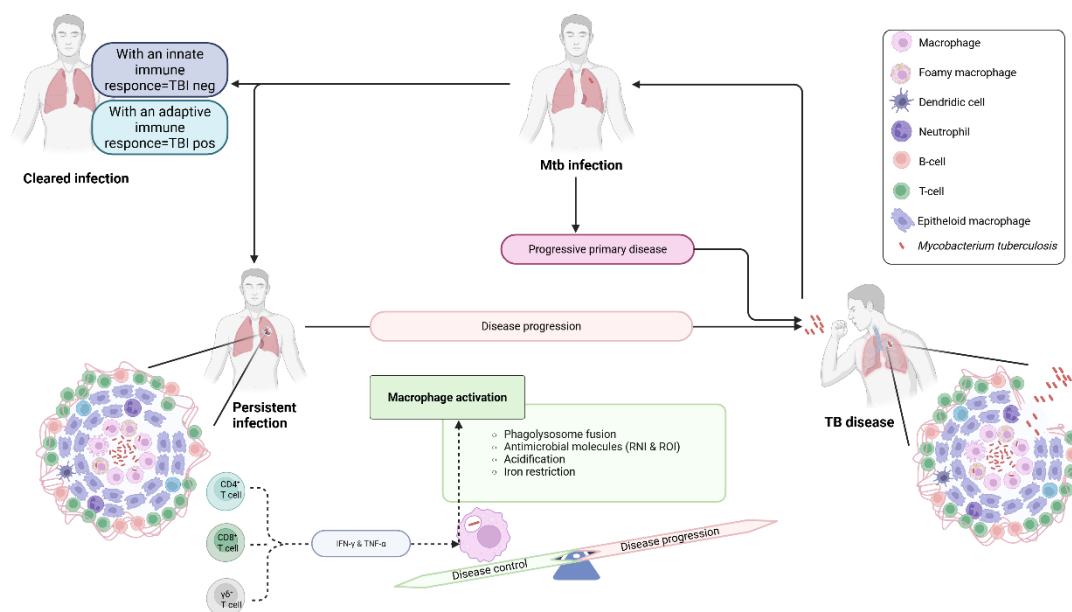 With an innate
immune
responce=TBI neg
With an adaptive
immune
responce=TBI pos
Cleared infection
Mtb infection
Macrophage
Foamy macrophage
Dendridic cell
Neutrophil
B-cell
T-cell
Epitheloid macrophage
Mycobacterium tuberculosis
Progressive primary disease
Disease progression
Persistent
infection
TB disease
Macrophage activation
Phagolysosome fusion
Antimicrobial molecules (RNI & ROI)
Acidification
Iron restriction
CD4⁺
T cell
CD8⁺
T cell
γδ⁻
T cell
IFN-γ & TNF-α
Disease control
Disease progression